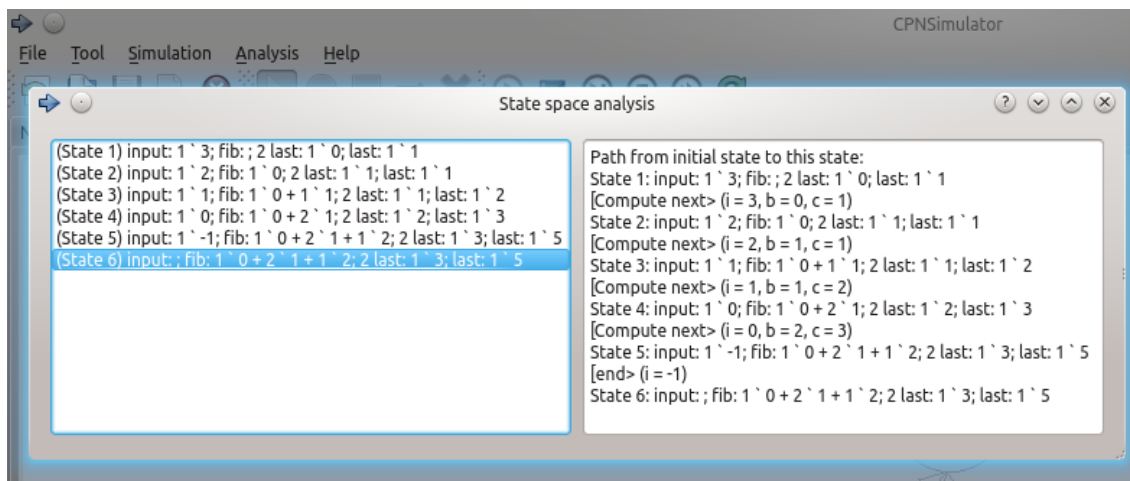 CPNSimulator
File Tool Simulation Analysis Help
State space analysis
(State 1) input: 1 ` 3; fib: ; 2 last: 1 ` 0; last: 1 ` 1
(State 2) input: 1 ` 2; fib: 1 ` 0; 2 last: 1 ` 1; last: 1 ` 1
(State 3) input: 1 ` 1; fib: 1 ` 0 + 1 ` 1; 2 last: 1 ` 1; last: 1 ` 2
(State 4) input: 1 ` 0; fib: 1 ` 0 + 2 ` 1; 2 last: 1 ` 2; last: 1 ` 3
(State 5) input: 1 ` -1; fib: 1 ` 0 + 2 ` 1 + 1 ` 2; 2 last: 1 ` 3; last: 1 ` 5
(State 6) input: ; fib: 1 ` 0 + 2 ` 1 + 1 ` 2; 2 last: 1 ` 3; last: 1 ` 5
Path from initial state to this state:
State 1: input: 1 ` 3; fib: ; 2 last: 1 ` 0; last: 1 ` 1
[Compute next> (i = 3, b = 0, c = 1)
State 2: input: 1 ` 2; fib: 1 ` 0; 2 last: 1 ` 1; last: 1 ` 1
[Compute next> (i = 2, b = 1, c = 1)
State 3: input: 1 ` 1; fib: 1 ` 0 + 1 ` 1; 2 last: 1 ` 1; last: 1 ` 2
[Compute next> (i = 1, b = 1, c = 2)
State 4: input: 1 ` 0; fib: 1 ` 0 + 2 ` 1; 2 last: 1 ` 2; last: 1 ` 3
[Compute next> (i = 0, b = 2, c = 3)
State 5: input: 1 ` -1; fib: 1 ` 0 + 2 ` 1 + 1 ` 2; 2 last: 1 ` 3; last: 1 ` 5
[end> (i = -1)
State 6: input: ; fib: 1 ` 0 + 2 ` 1 + 1 ` 2; 2 last: 1 ` 3; last: 1 ` 5